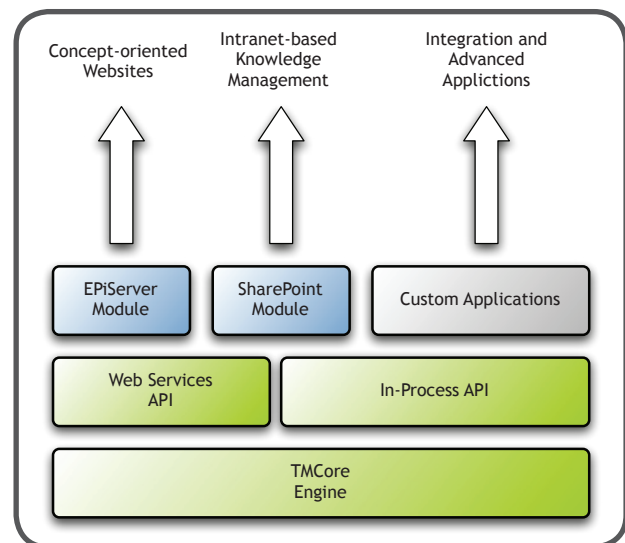 Concept-oriented
Websites
Intranet-based
Knowledge
Management
Integration and
Advanced
Applictions
EPiServer
Module
SharePoint
Module
Custom Applications
Web Services
API
In-Process API
TMCore
Engine